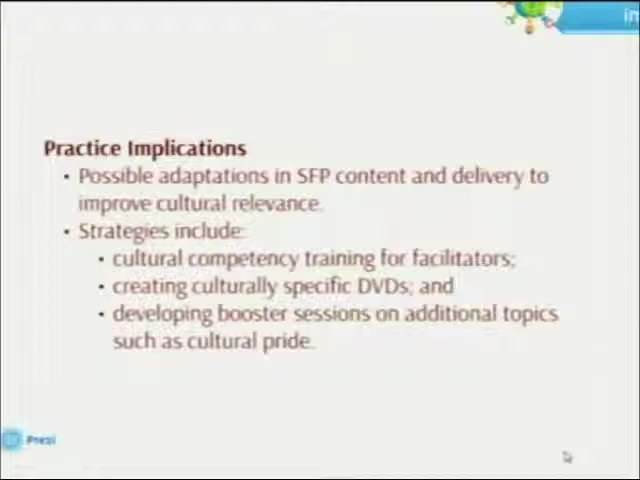 in
Practice Implications
• Possible adaptations in SFP content and delivery to
improve cultural relevance.
• Strategies include:
• cultural competency training for facilitators;
• creating culturally specific DVDs; and
• developing booster sessions on additional topics
such as cultural pride.
Prezi